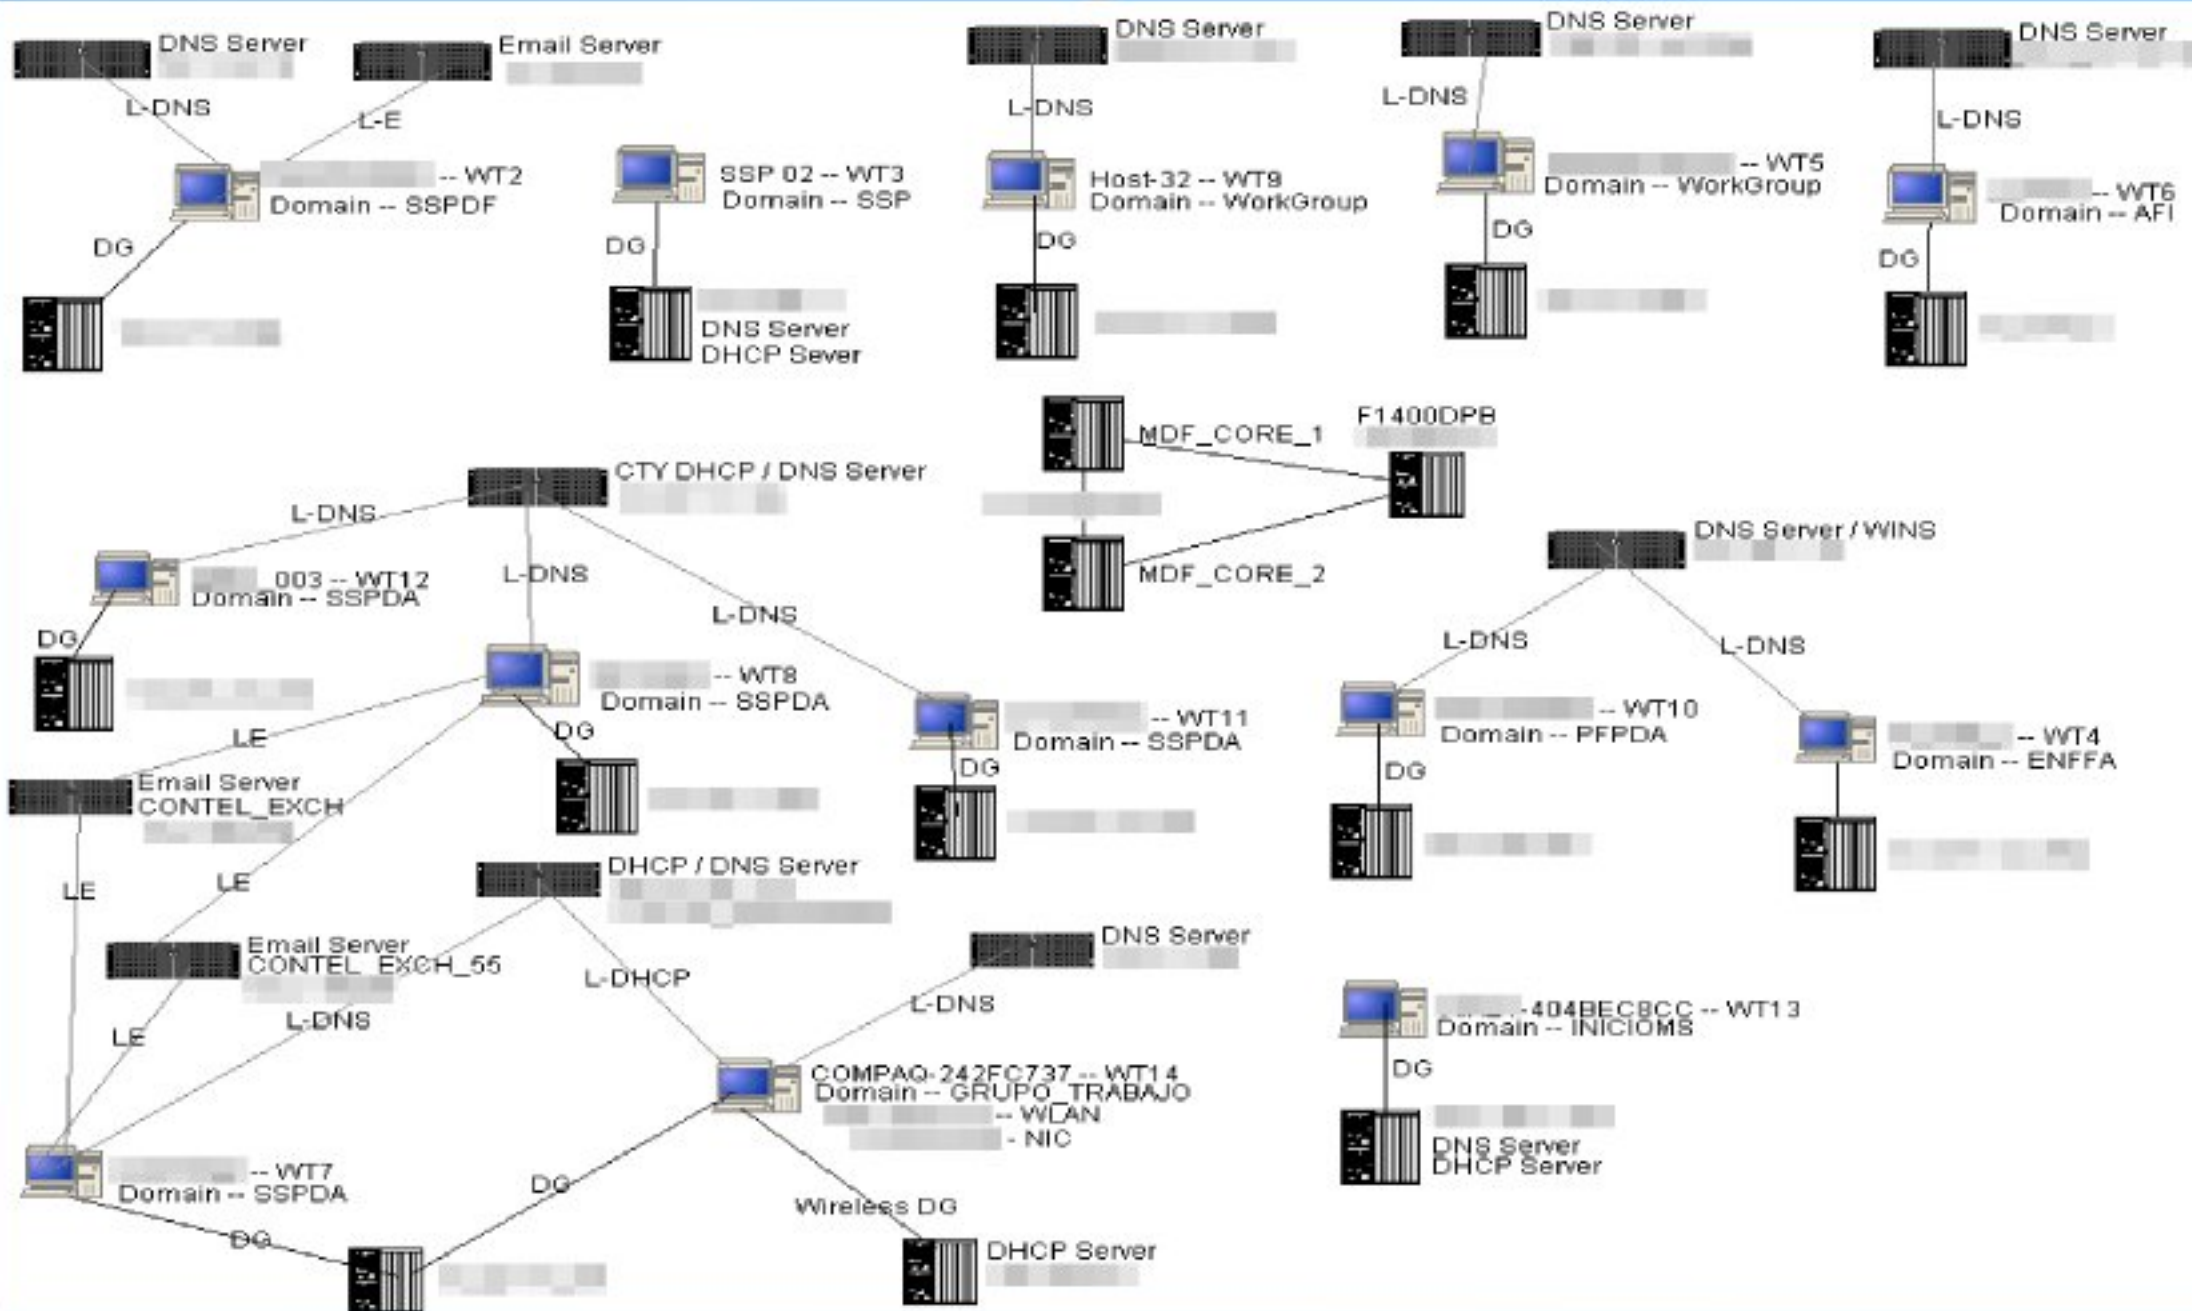 DNS Server
Email Server
L-DNS
L-E
-- WT2
Domain -- SSPDF
DG
SSP 02 -- WT3
Domain -- SSP
DG
DNS Server
DHCP Sever
DNS Server
L-DNS
Host-32 -- WT9
Domain -- WorkGroup
DG
DNS Server
L-DNS
-- WT5
Domain -- WorkGroup
DG
DNS Server
L-DNS
-- WT6
Domain -- AFI
DG
MDF_CORE_1
F1400DPB
MDF_CORE_2
CTY DHCP / DNS Server
L-DNS
L-DNS
L-DNS
_003 -- WT12
Domain -- SSPDA
DG
-- WT8
Domain -- SSPDA
DG
-- WT11
Domain -- SSPDA
DG
DNS Server / WINS
L-DNS
L-DNS
-- WT10
Domain -- PFPDA
DG
-- WT4
Domain -- ENFFA
LE
Email Server
CONTEL_EXCH
LE
LE
Email Server
CONTEL_EXCH_55
LE
L-DNS
DHCP / DNS Server
L-DHCP
DNS Server
L-DNS
COMPAQ-242FC737 -- WT14
Domain -- GRUPO_TRABAJO
-- WLAN
- NIC
-- WT7
Domain -- SSPDA
DG
DG
Wireless DG
DHCP Server
-404BEC8CC -- WT13
Domain -- INICIOMS
DG
DNS Server
DHCP Server